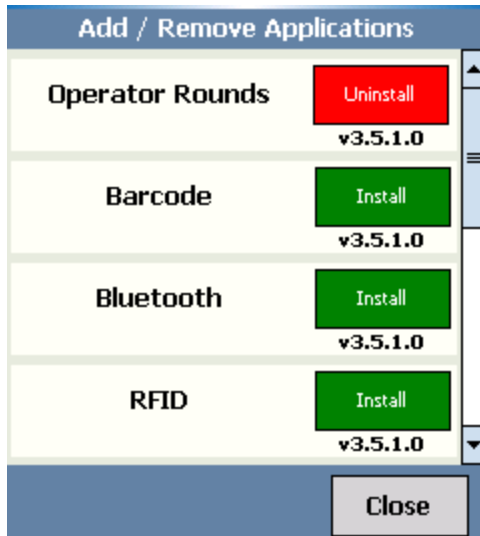 Add / Remove Applications
Operator Rounds
Uninstall
v3.5.1.0
Barcode
Install
v3.5.1.0
Bluetooth
Install
v3.5.1.0
RFID
Install
v3.5.1.0
Close